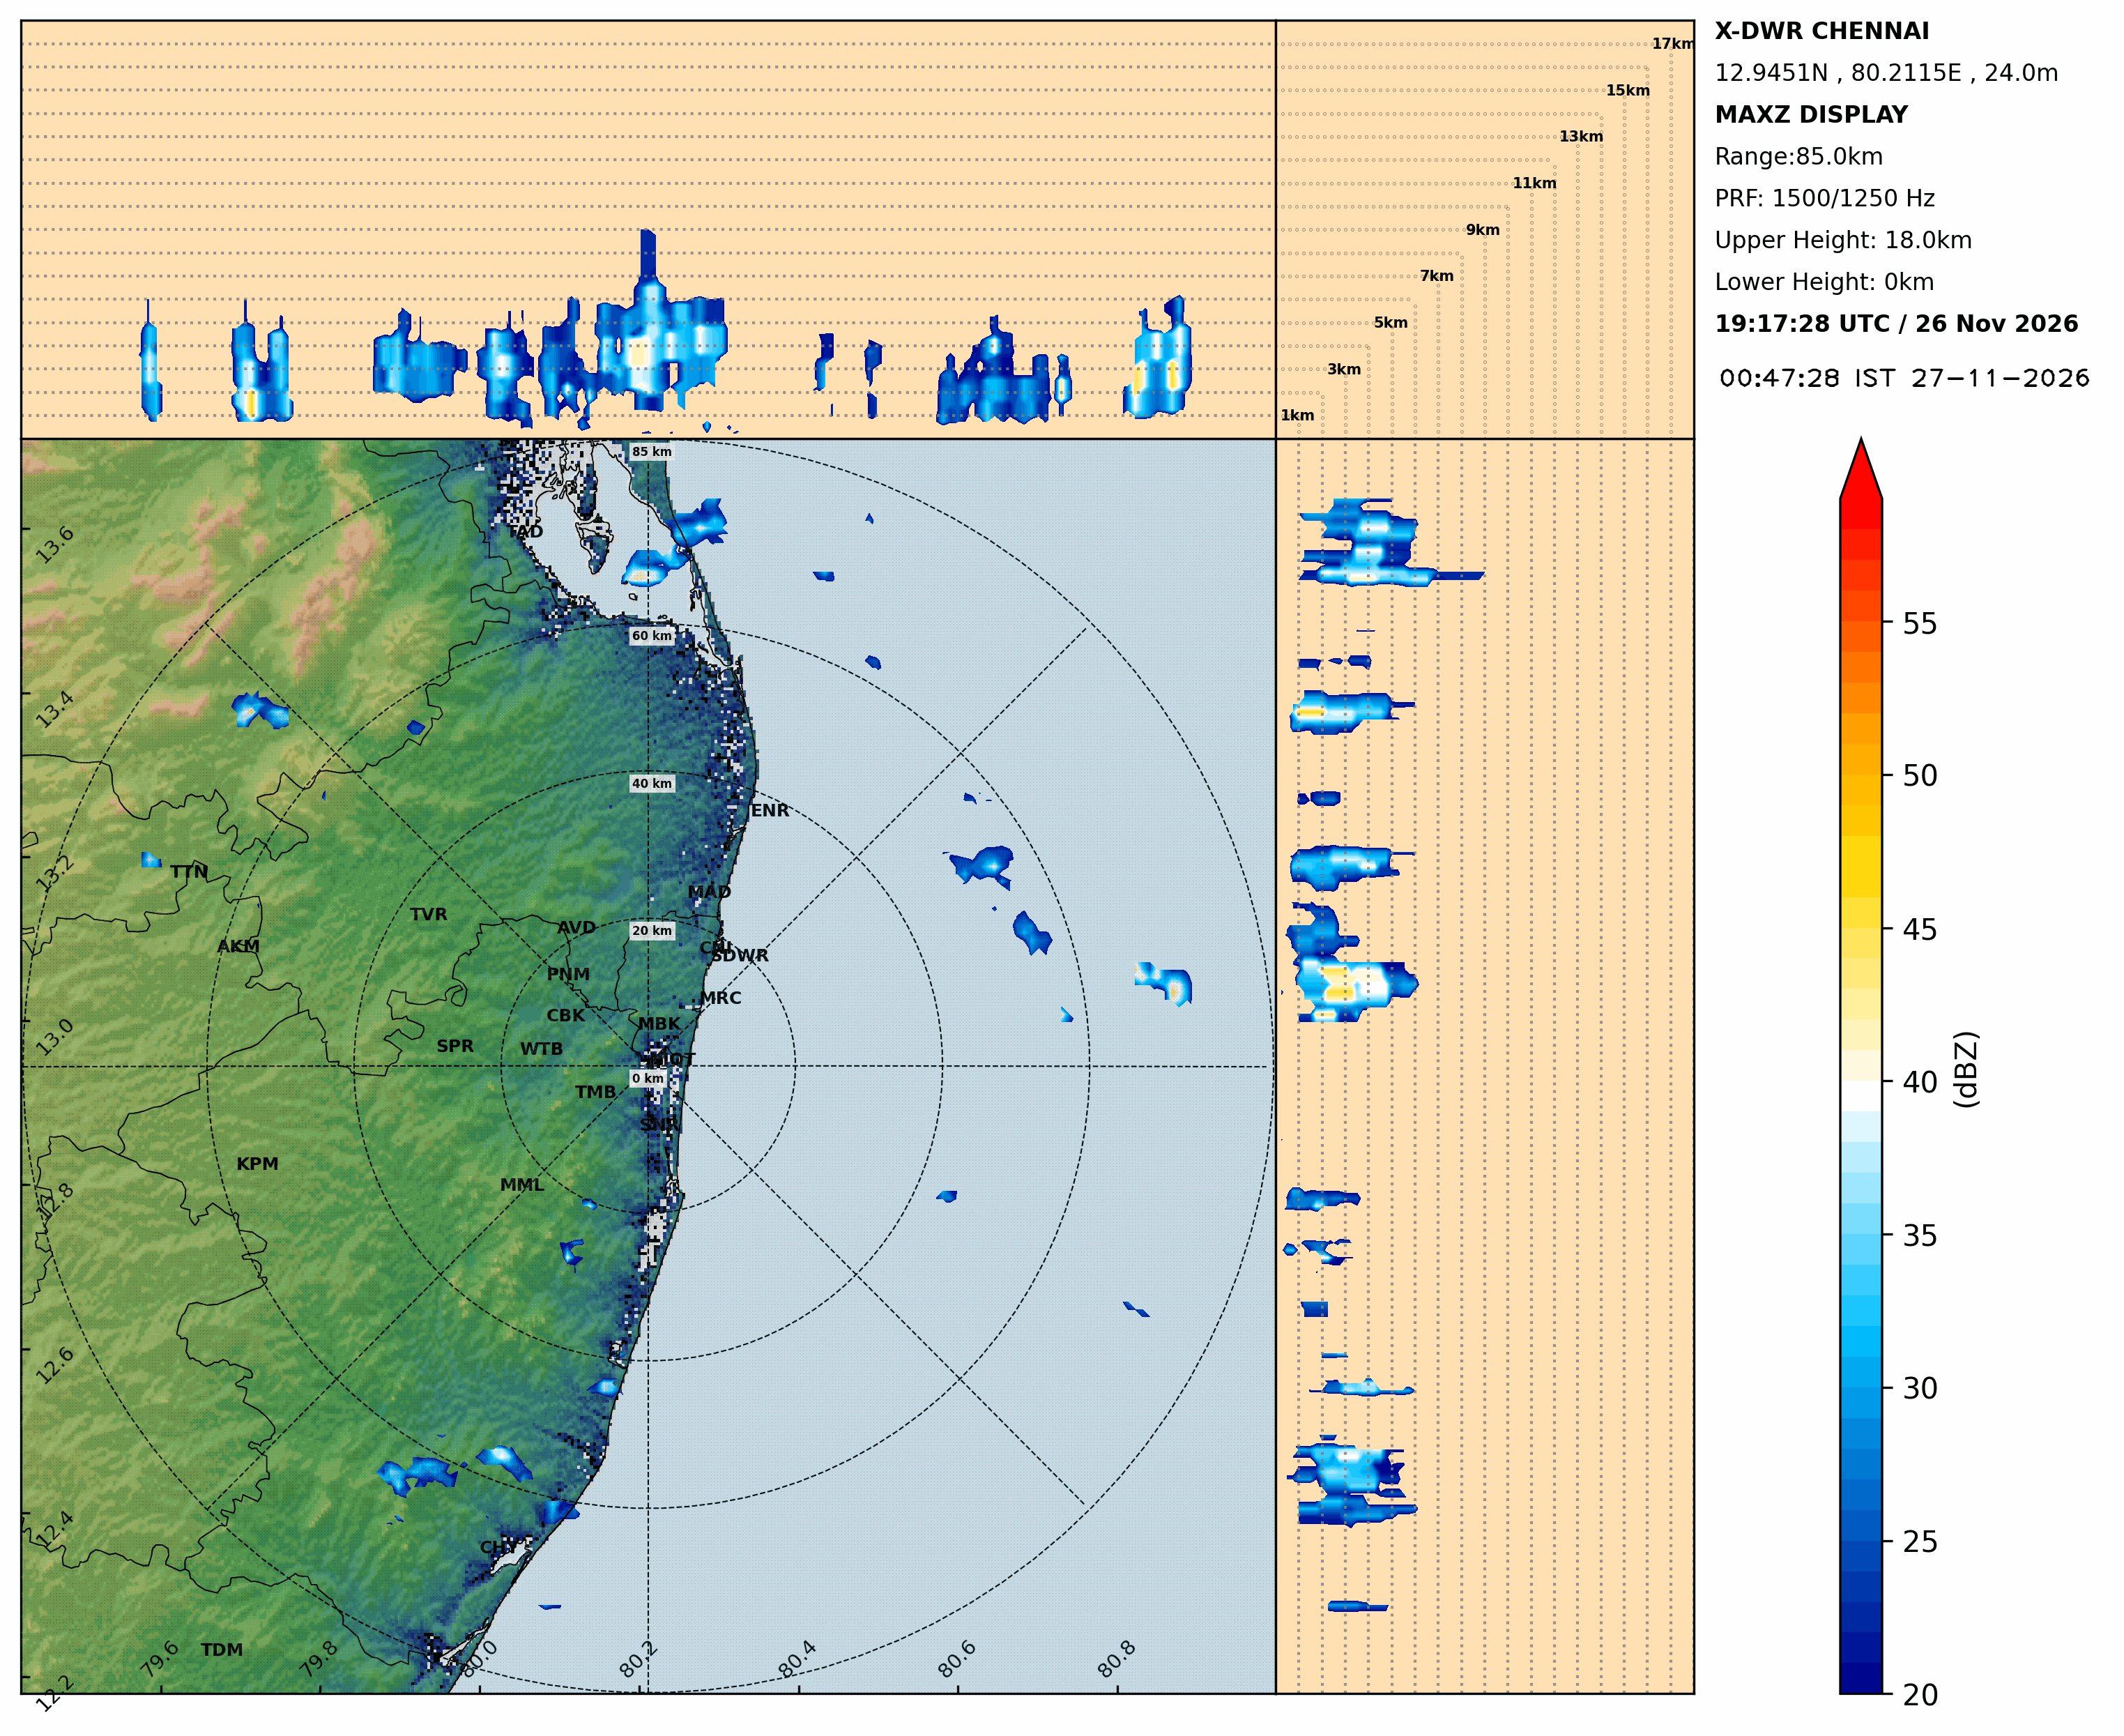 X-DWR CHENNAI
12.9451N , 80.2115E , 24.0m
MAXZ DISPLAY
Range:85.0km
PRF: 1500/1250 Hz
Upper Height: 18.0km
Lower Height: 0km
19:17:28 UTC / 26 Nov 2026
00:47:28 IST 27-11-2026
17km
15km
13km
11km
9km
7km
5km
3km
1km
85 km
60 km
40 km
20 km
0 km
TAD
ENR
TTN
MAD
TVR
AVD
AKM
SDWR
PNM
MRC
CBK
MBK
SPR
WTB
TMB
SNR
KPM
MML
CHY
TDM
13.6
13.4
13.2
13.0
12.8
12.6
12.4
12.2
79.6
79.8
80.0
80.2
80.4
80.6
80.8
55
50
45
40
35
30
25
20
(dBZ)